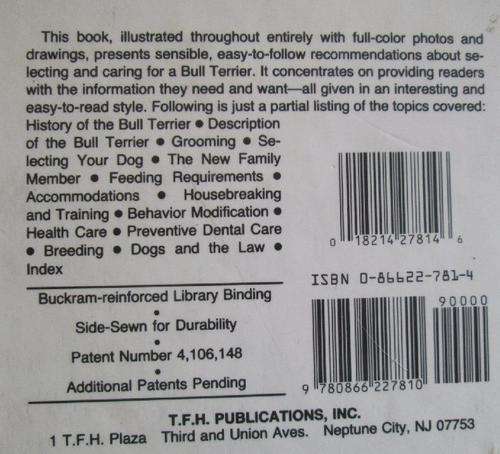 This book, illustrated throughout entirely with full-color photos and
drawings, presents sensible, easy-to-follow recommendations about se-
lecting and caring for a Bull Terrier. It concentrates on providing readers
with the information they need and want—all given in an interesting and
easy-to-read style. Following is just a partial listing of the topics covered:
History of the Bull Terrier ● Description
of the Bull Terrier ● Grooming ● Se-
lecting Your Dog ● The New Family
Member ● Feeding Requirements ●
Accommodations ● Housebreaking
and Training ● Behavior Modification ●
Health Care ● Preventive Dental Care
● Breeding ● Dogs and the Law ●
Index
Buckram-reinforced Library Binding
•
Side-Sewn for Durability
•
Patent Number 4,106,148
•
Additional Patents Pending
0 18214 27814 6
ISBN 0-86622-781-4
90000
9 780866 227810
T.F.H. PUBLICATIONS, INC.
1 T.F.H. Plaza Third and Union Aves. Neptune City, NJ 07753